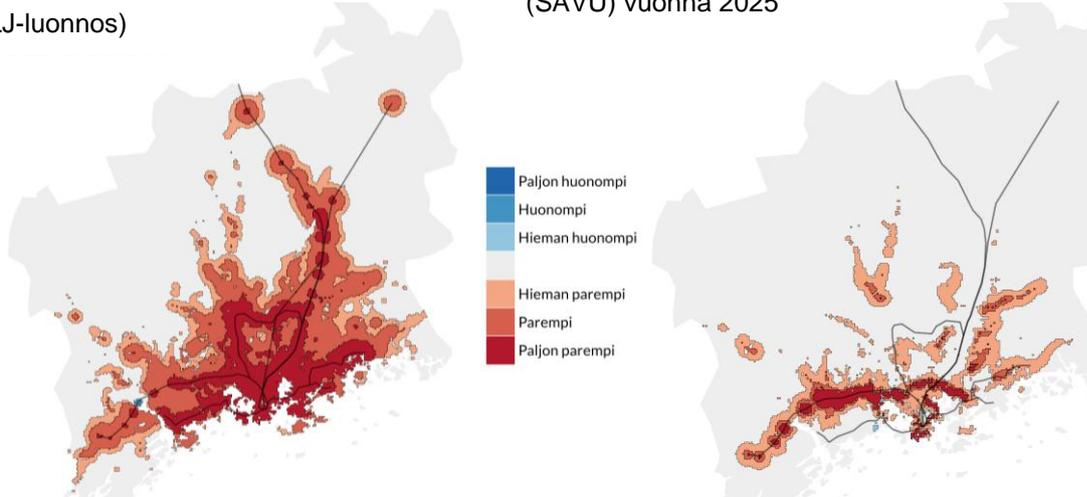 (SAVU) vuonna 2025
J-luonnos)
Paljon huonompi
Huonompi
Hieman huonompi
Hieman parempi
Parempi
Paljon parempi